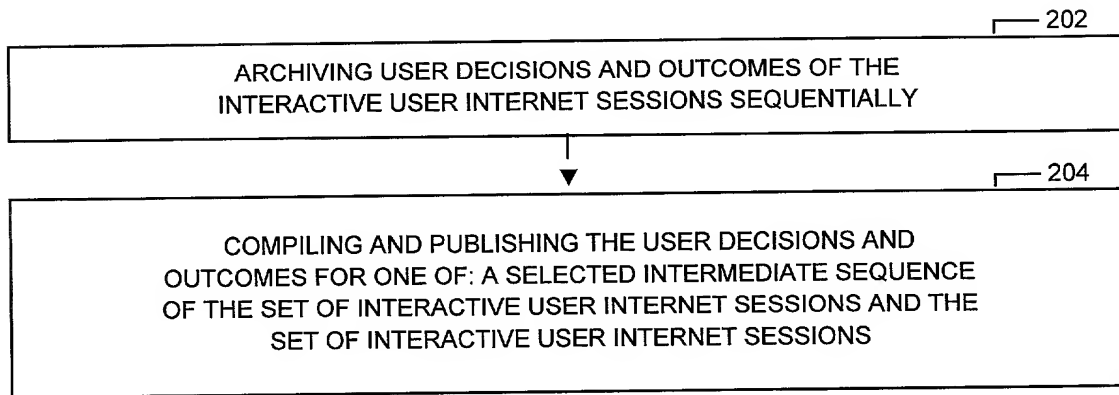 202
ARCHIVING USER DECISIONS AND OUTCOMES OF THE
INTERACTIVE USER INTERNET SESSIONS SEQUENTIALLY
204
COMPILING AND PUBLISHING THE USER DECISIONS AND
OUTCOMES FOR ONE OF: A SELECTED INTERMEDIATE SEQUENCE
OF THE SET OF INTERACTIVE USER INTERNET SESSIONS AND THE
SET OF INTERACTIVE USER INTERNET SESSIONS